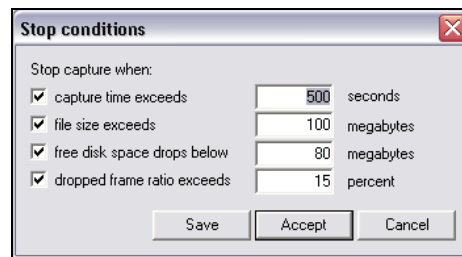 Stop conditions
Stop capture when:
capture time exceeds 500 seconds
file size exceeds 100 megabytes
free disk space drops below 80 megabytes
dropped frame ratio exceeds 15 percent
Save Accept Cancel